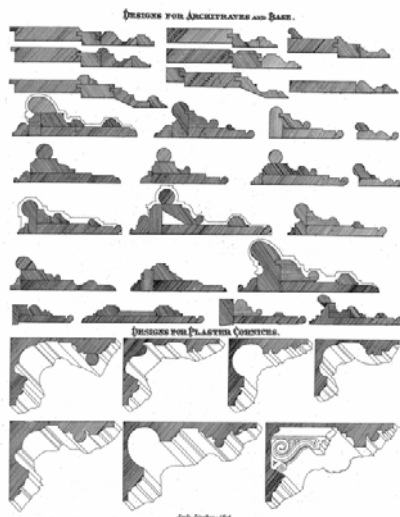 DESIGNS FOR ARCHITRAVES AND BASE.
DESIGNS FOR PLASTER CORNICES.